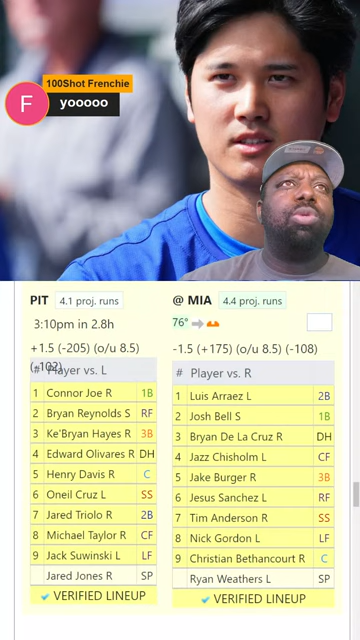 100Shot Frenchie
F
yooooo
PIT 4.1 proj. runs
3:10pm in 2.8h
+1.5 (-205) (o/u 8.5)
(-102)
# Player vs. L
1 Connor Joe R 1B
2 Bryan Reynolds S RF
3 Ke'Bryan Hayes R 3B
4 Edward Olivares R DH
5 Henry Davis R C
6 Oneil Cruz L SS
7 Jared Triolo R 2B
8 Michael Taylor R CF
9 Jack Suwinski L LF
Jared Jones R SP
VERIFIED LINEUP
@ MIA 4.4 proj. runs
76°
-1.5 (+175) (o/u 8.5) (-108)
# Player vs. R
1 Luis Arraez L 2B
2 Josh Bell S 1B
3 Bryan De La Cruz R DH
4 Jazz Chisholm L CF
5 Jake Burger R 3B
6 Jesus Sanchez L RF
7 Tim Anderson R SS
8 Nick Gordon L LF
9 Christian Bethancourt R C
Ryan Weathers L SP
VERIFIED LINEUP